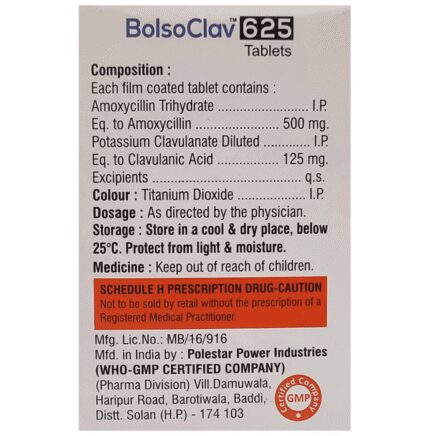 BolsoClav™ 625
Tablets
Composition :
Each film coated tablet contains :
Amoxycillin Trihydrate ........................ I.P.
Eq. to Amoxycillin .................... 500 mg.
Potassium Clavulanate Diluted .......... I.P.
Eq. to Clavulanic Acid ................ 125 mg.
Excipients ........................................ q.s.
Colour : Titanium Dioxide .................. I.P.
Dosage : As directed by the physician.
Storage : Store in a cool & dry place, below
25°C. Protect from light & moisture.
Medicine : Keep out of reach of children.
SCHEDULE H PRESCRIPTION DRUG-CAUTION
Not to be sold by retail without the prescription of a
Registered Medical Practitioner.
Mfg. Lic.No.: MB/16/916
Mfd. in India by : Polestar Power Industries
(WHO-GMP CERTIFIED COMPANY)
(Pharma Division) Vill.Damuwala,
Haripur Road, Barotiwala, Baddi,
Distt. Solan (H.P.) - 174 103
Certified Company
GMP